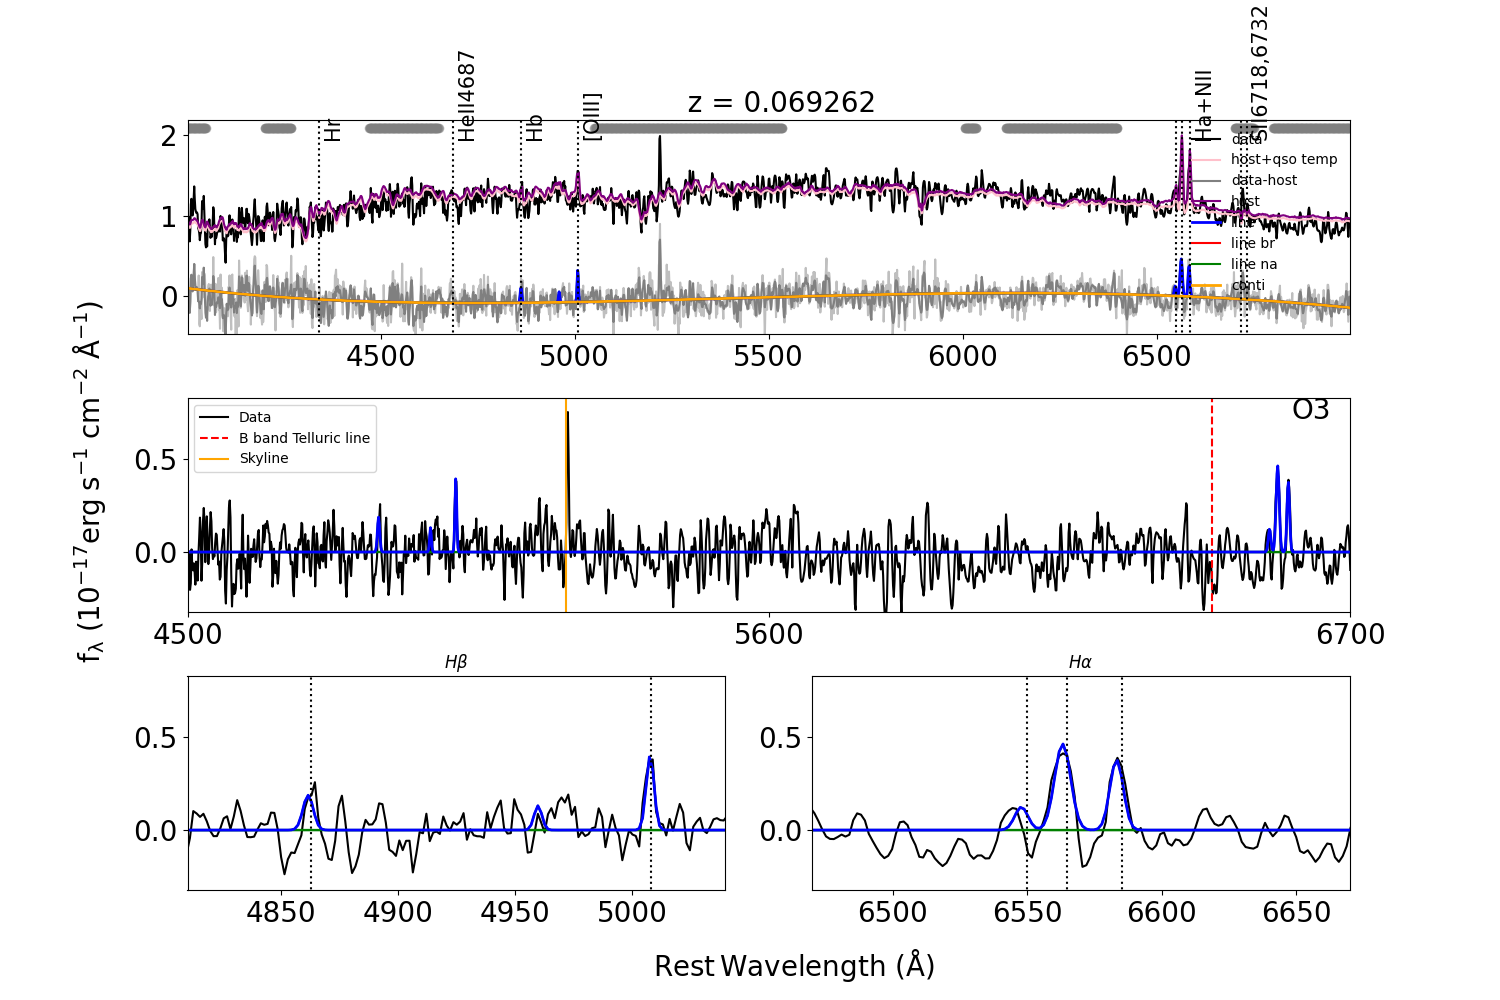 z = 0.069262
Hr
HeII4687
Hb
[OIII]
Ha+NII
SII6718,6732
2
1
0
data
host+qso temp
data-host
host
line
line br
line na
conti
4500 5000 5500 6000 6500
fλ (10⁻¹⁷erg s⁻¹ cm⁻² Å⁻¹)
0.5
0.0
Data
B band Telluric line
Skyline
O3
4500 5600 6700
Hβ
0.5
0.0
4850 4900 4950 5000
Hα
0.5
0.0
6500 6550 6600 6650
Rest Wavelength (Å)